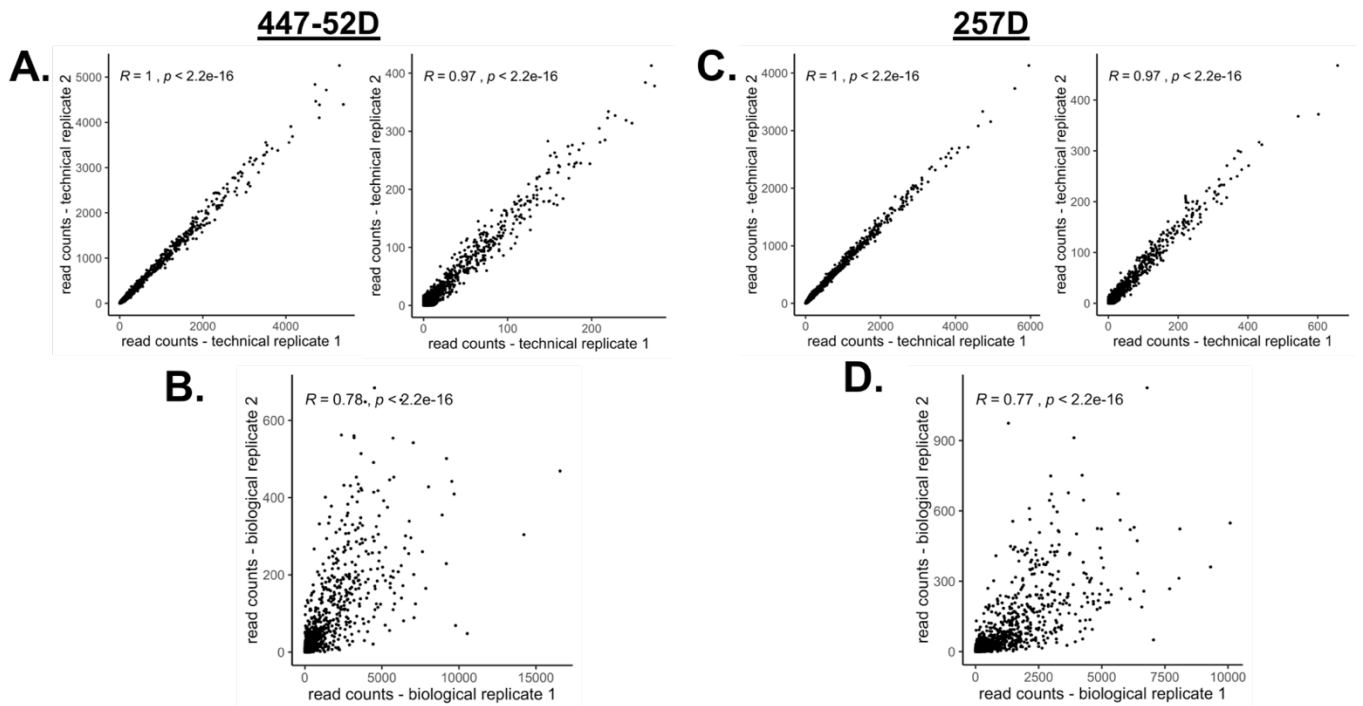 447-52D
257D
A.
R = 1 , p < 2.2e-16
read counts - technical replicate 2
5000
4000
3000
2000
1000
0
0 2000 4000
read counts - technical replicate 1
R = 0.97 , p < 2.2e-16
read counts - technical replicate 2
400
300
200
100
0
0 100 200
read counts - technical replicate 1
C.
R = 1 , p < 2.2e-16
read counts - technical replicate 2
4000
3000
2000
1000
0
0 2000 4000 6000
read counts - technical replicate 1
R = 0.97 , p < 2.2e-16
read counts - technical replicate 2
400
300
200
100
0
0 200 400 600
read counts - technical replicate 1
B.
R = 0.78 , p < 2.2e-16
read counts - biological replicate 2
600
400
200
0
0 5000 10000 15000
read counts - biological replicate 1
D.
R = 0.77 , p < 2.2e-16
read counts - biological replicate 2
900
600
300
0
0 2500 5000 7500 10000
read counts - biological replicate 1